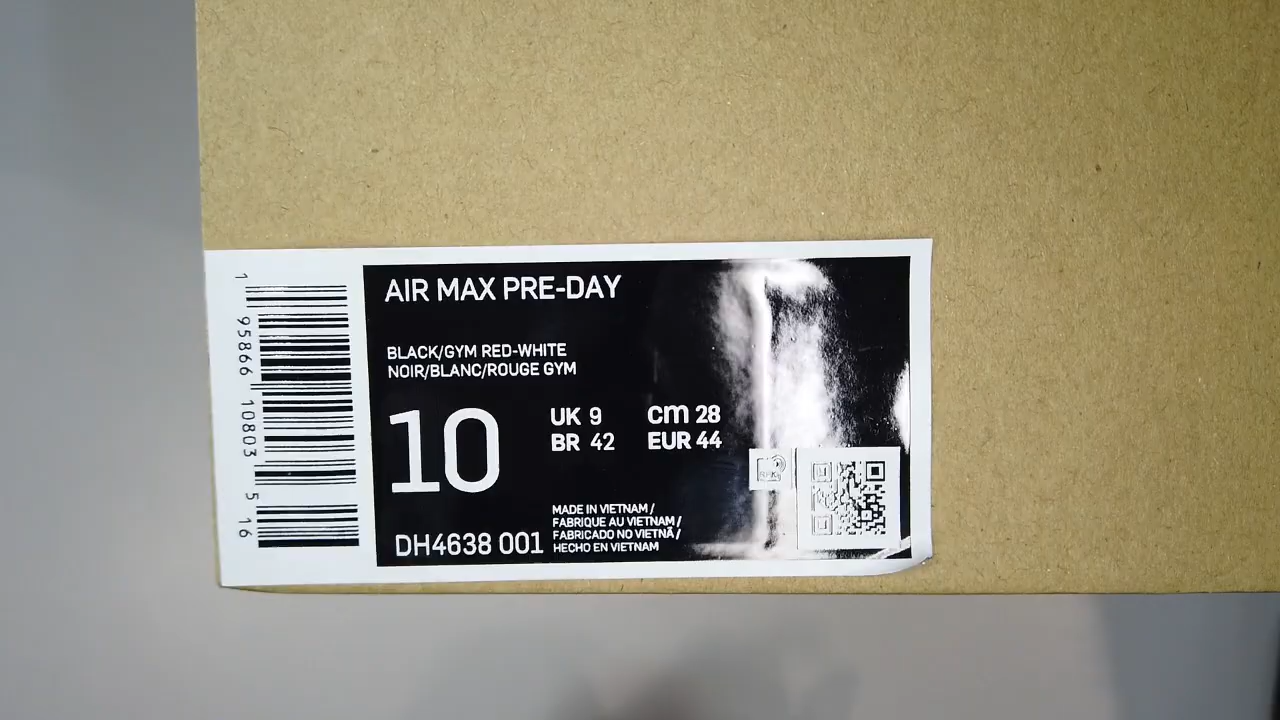 AIR MAX PRE-DAY
BLACK/GYM RED-WHITE
NOIR/BLANC/ROUGE GYM
10
UK 9
BR 42
CM 28
EUR 44
DH4638 001
MADE IN VIETNAM /
FABRIQUE AU VIETNAM /
FABRICADO NO VIETNÃ /
HECHO EN VIETNAM
1 95866 10803 5 16